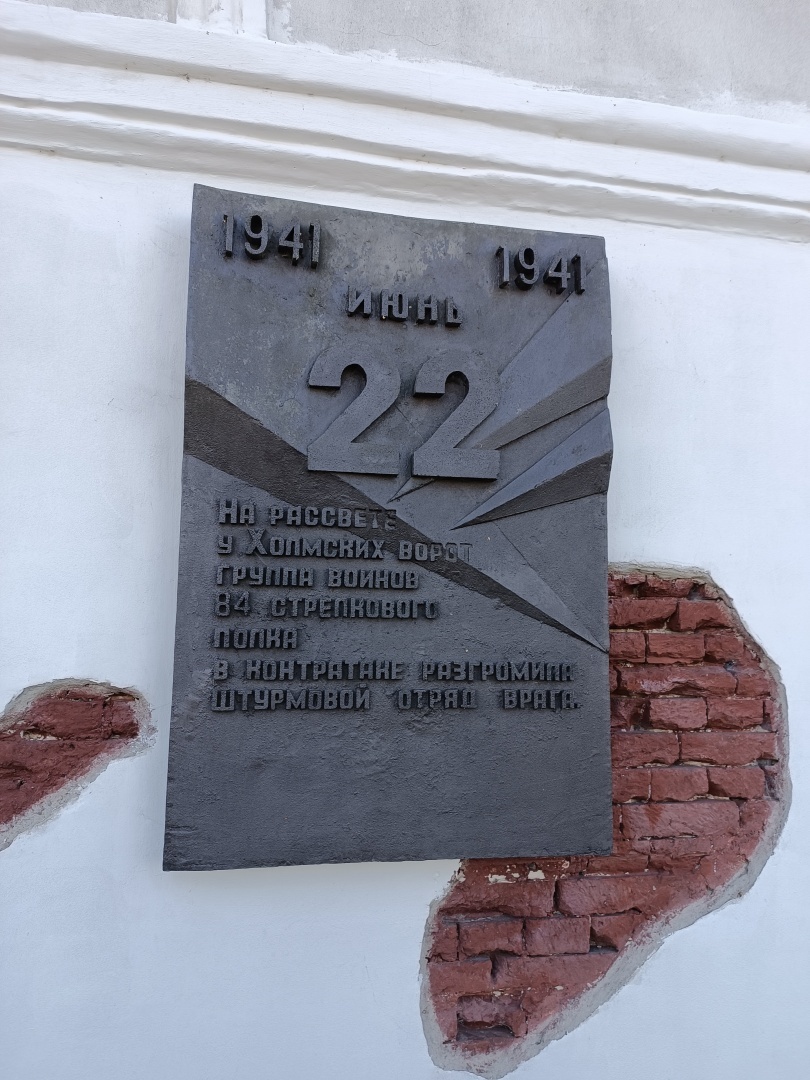 1941 1941
ИЮНЬ
22
На рассвете
у Холмских ворот
группа воинов
84 стрелкового
полка
в контратаке разгромила
штурмовой отряд врага.